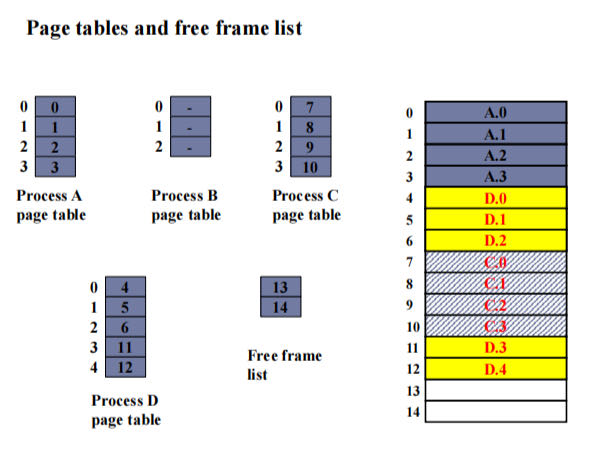 Page tables and free frame list
0 0
1 1
2 2
3 3
Process A
page table
0 -
1 -
2 -
Process B
page table
0 7
1 8
2 9
3 10
Process C
page table
0 4
1 5
2 6
3 11
4 12
Process D
page table
13
14
Free frame
list
0 A.0
1 A.1
2 A.2
3 A.3
4 D.0
5 D.1
6 D.2
7 C.0
8 C.1
9 C.2
10 C.3
11 D.3
12 D.4
13
14